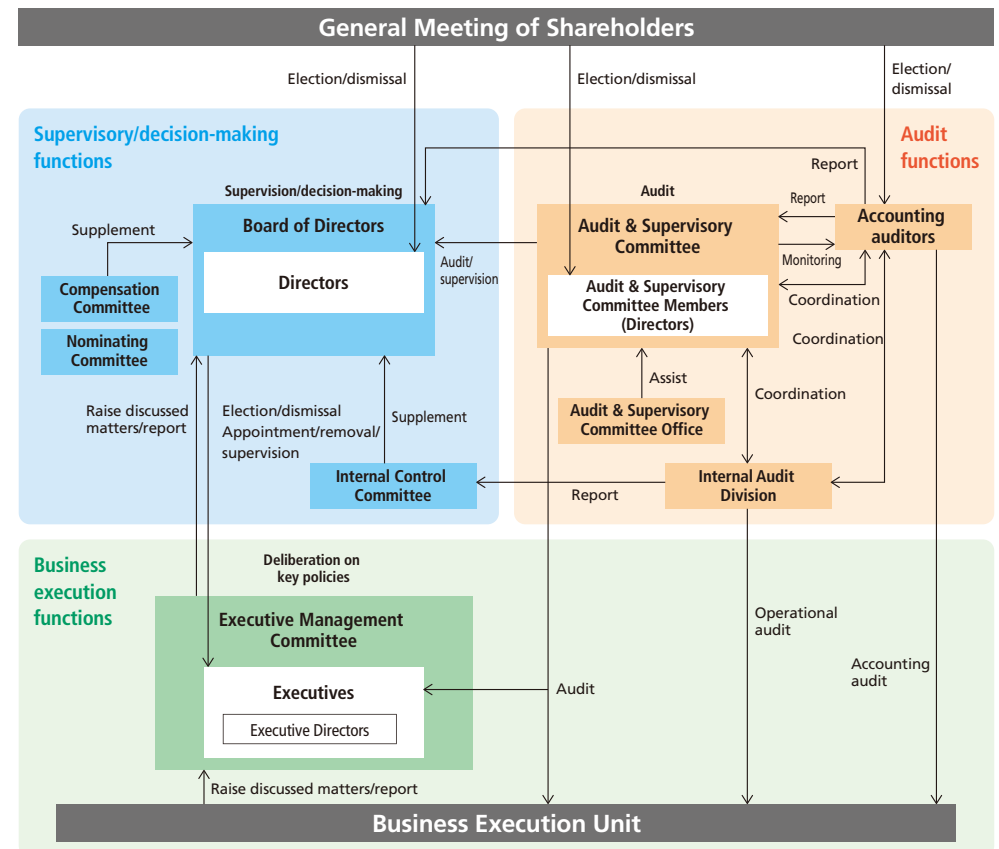 General Meeting of Shareholders
Election/dismissal
Election/dismissal
Election/
dismissal
Supervisory/decision-making
functions
Audit
functions
Report
Supervision/decision-making
Audit
Report
Board of Directors
Directors
Supplement
Audit/
supervision
Audit & Supervisory
Committee
Audit & Supervisory
Committee Members
(Directors)
Accounting
auditors
Monitoring
Coordination
Coordination
Compensation
Committee
Nominating
Committee
Raise discussed
matters/report
Election/dismissal
Appointment/removal/
supervision
Supplement
Assist
Coordination
Audit & Supervisory
Committee Office
Internal Control
Committee
Report
Internal Audit
Division
Business
execution
functions
Deliberation on
key policies
Executive Management
Committee
Executives
Executive Directors
Audit
Operational
audit
Accounting
audit
Raise discussed matters/report
Business Execution Unit